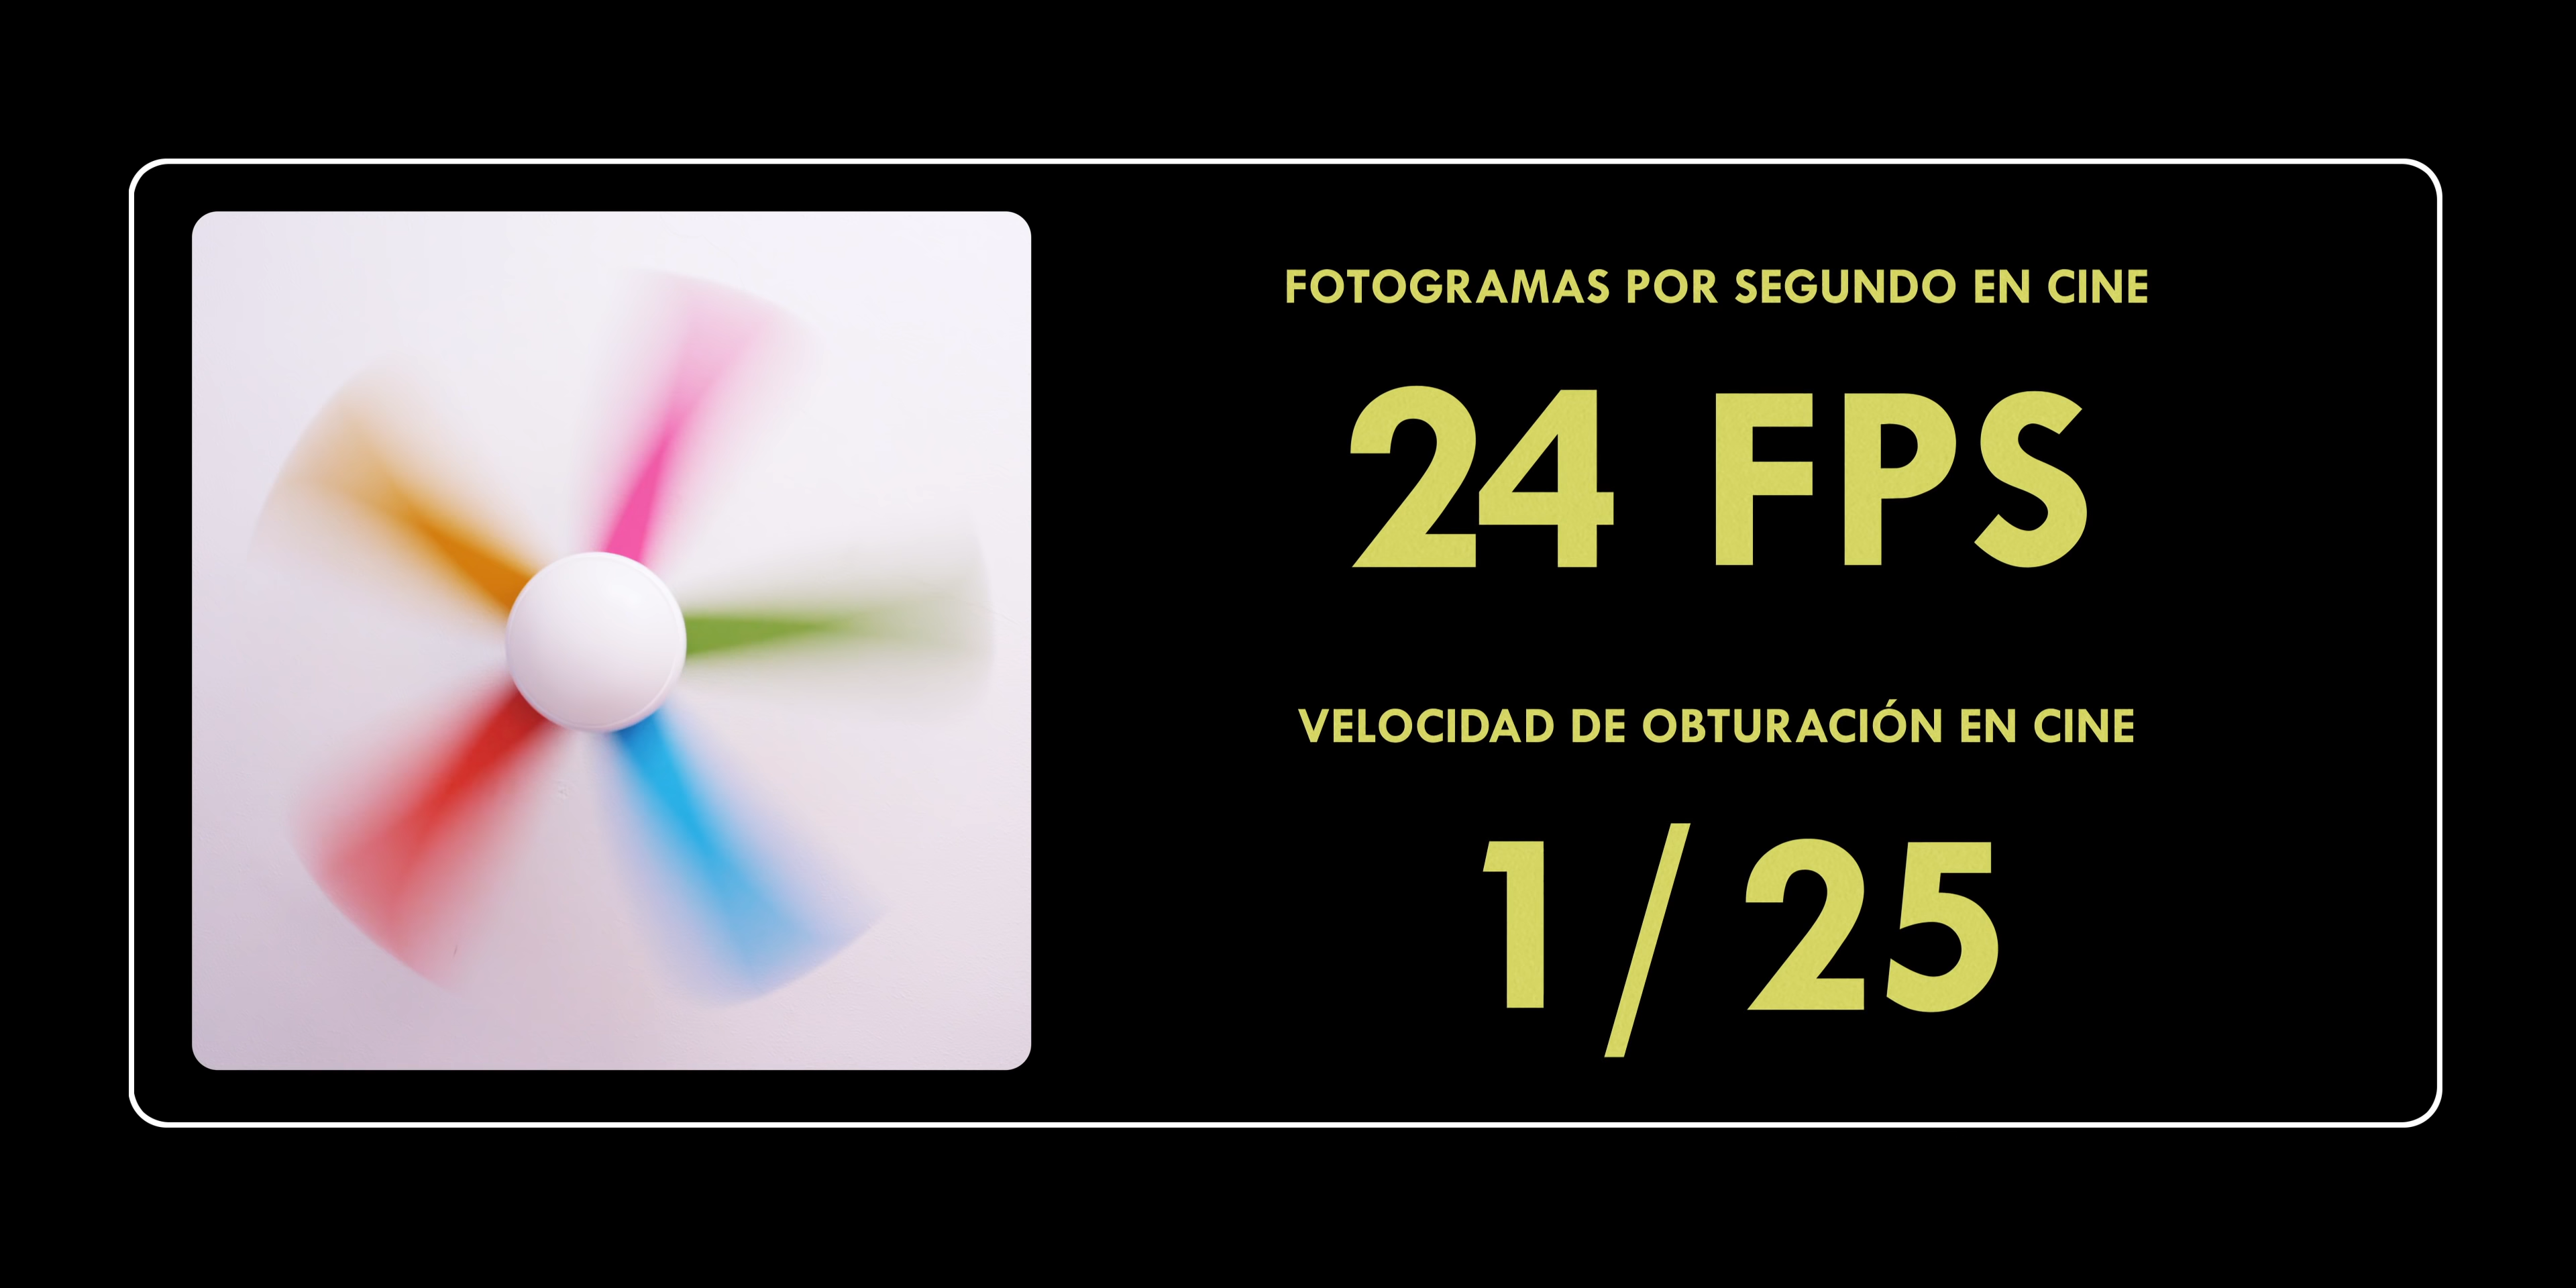 FOTOGRAMAS POR SEGUNDO EN CINE
24 FPS
VELOCIDAD DE OBTURACIÓN EN CINE
1/25